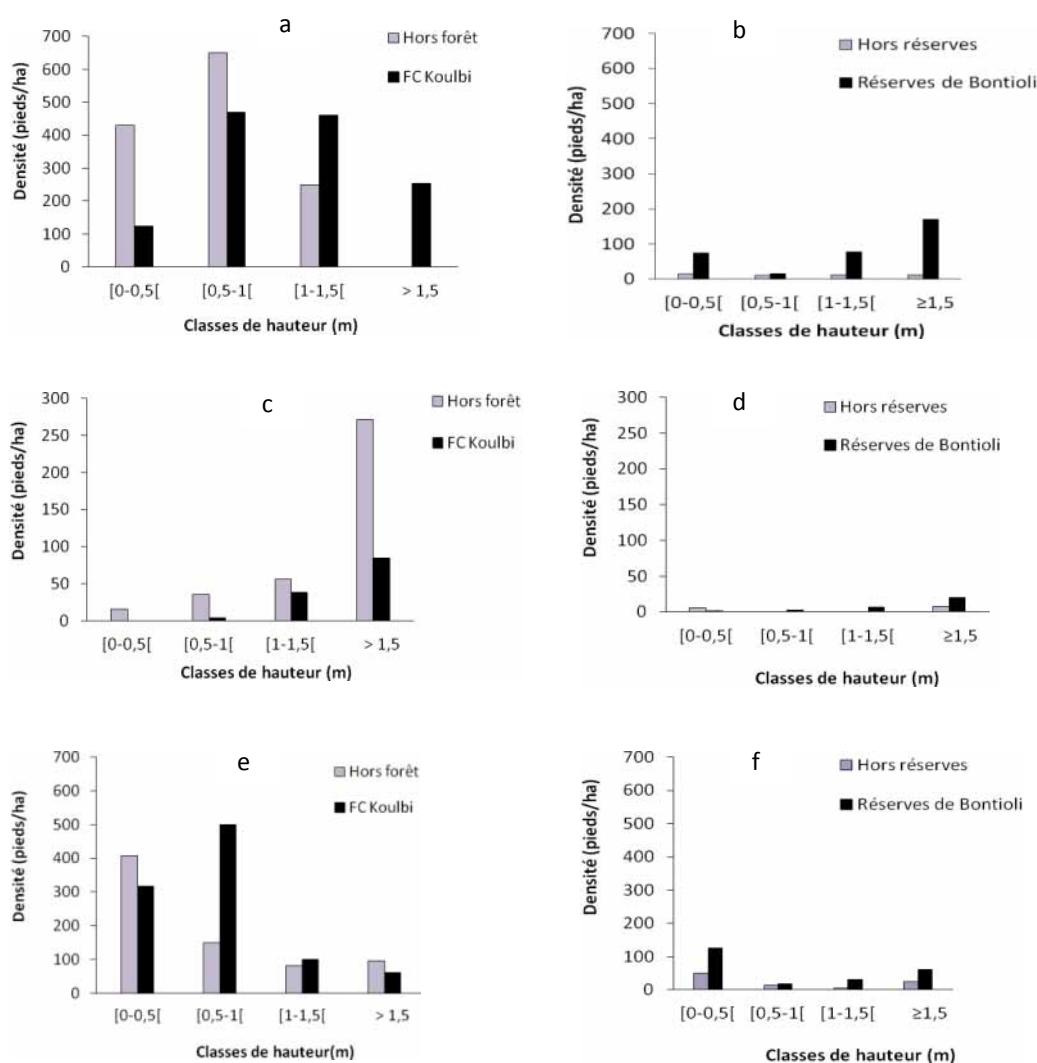 a
Hors forêt
FC Koulbi
Densité (pieds/ha)
700
600
500
400
300
200
100
0
[0-0,5[ [0,5-1[ [1-1,5[ > 1,5
Classes de hauteur (m)
b
Hors réserves
Réserves de Bontioli
Densité (pieds/ha)
700
600
500
400
300
200
100
0
[0-0,5[ [0,5-1[ [1-1,5[ ≥1,5
Classes de hauteur (m)
c
Hors forêt
FC Koulbi
Densité (pieds/ha)
300
250
200
150
100
50
0
[0-0,5[ [0,5-1[ [1-1,5[ > 1,5
Classes de hauteur (m)
d
Hors réserves
Réserves de Bontioli
Densité (pieds/ha)
300
250
200
150
100
50
0
[0-0,5[ [0,5-1[ [1-1,5[ ≥1,5
Classes de hauteur (m)
e
Hors forêt
FC Koulbi
Densité (pieds/ha)
700
600
500
400
300
200
100
0
[0-0,5[ [0,5-1[ [1-1,5[ > 1,5
Classes de hauteur(m)
f
Hors réserves
Réserves de Bontioli
Densité (pieds/ha)
700
600
500
400
300
200
100
0
[0-0,5[ [0,5-1[ [1-1,5[ ≥1,5
Classes de hauteur (m)